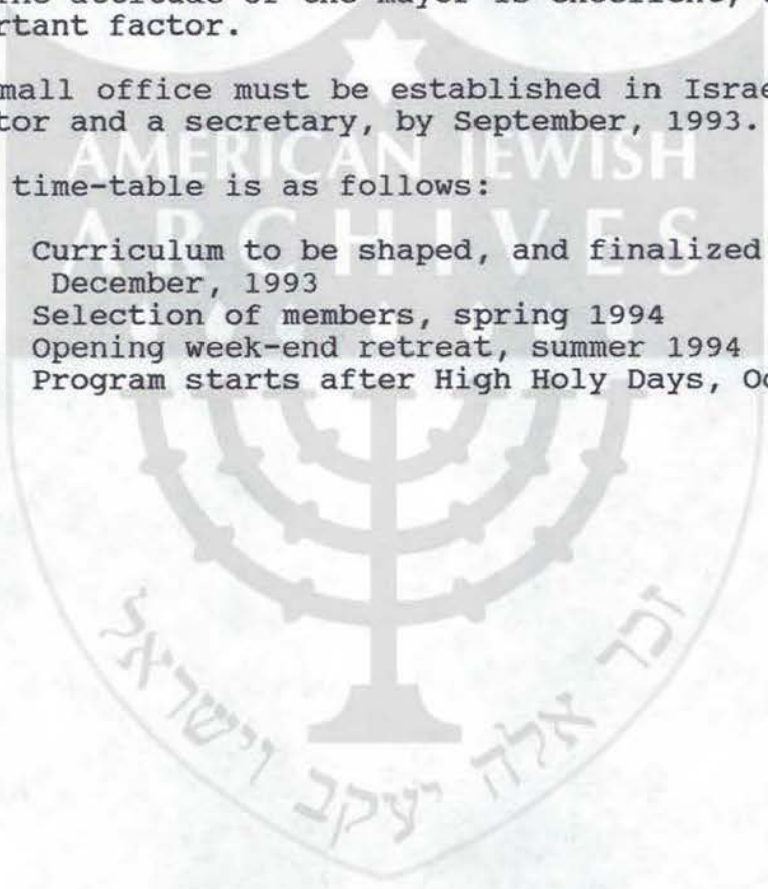 rtant factor.
mall office must be established in Israe
tor and a secretary, by September, 1993.
AMERICAN JEWISH
time-table is as follows:
ARCHIVES
Curriculum to be shaped, and finalized
December, 1993
Selection of members, spring 1994
Opening week-end retreat, summer 1994
Program starts after High Holy Days, Oc
זכר אלה יעקב וישראל